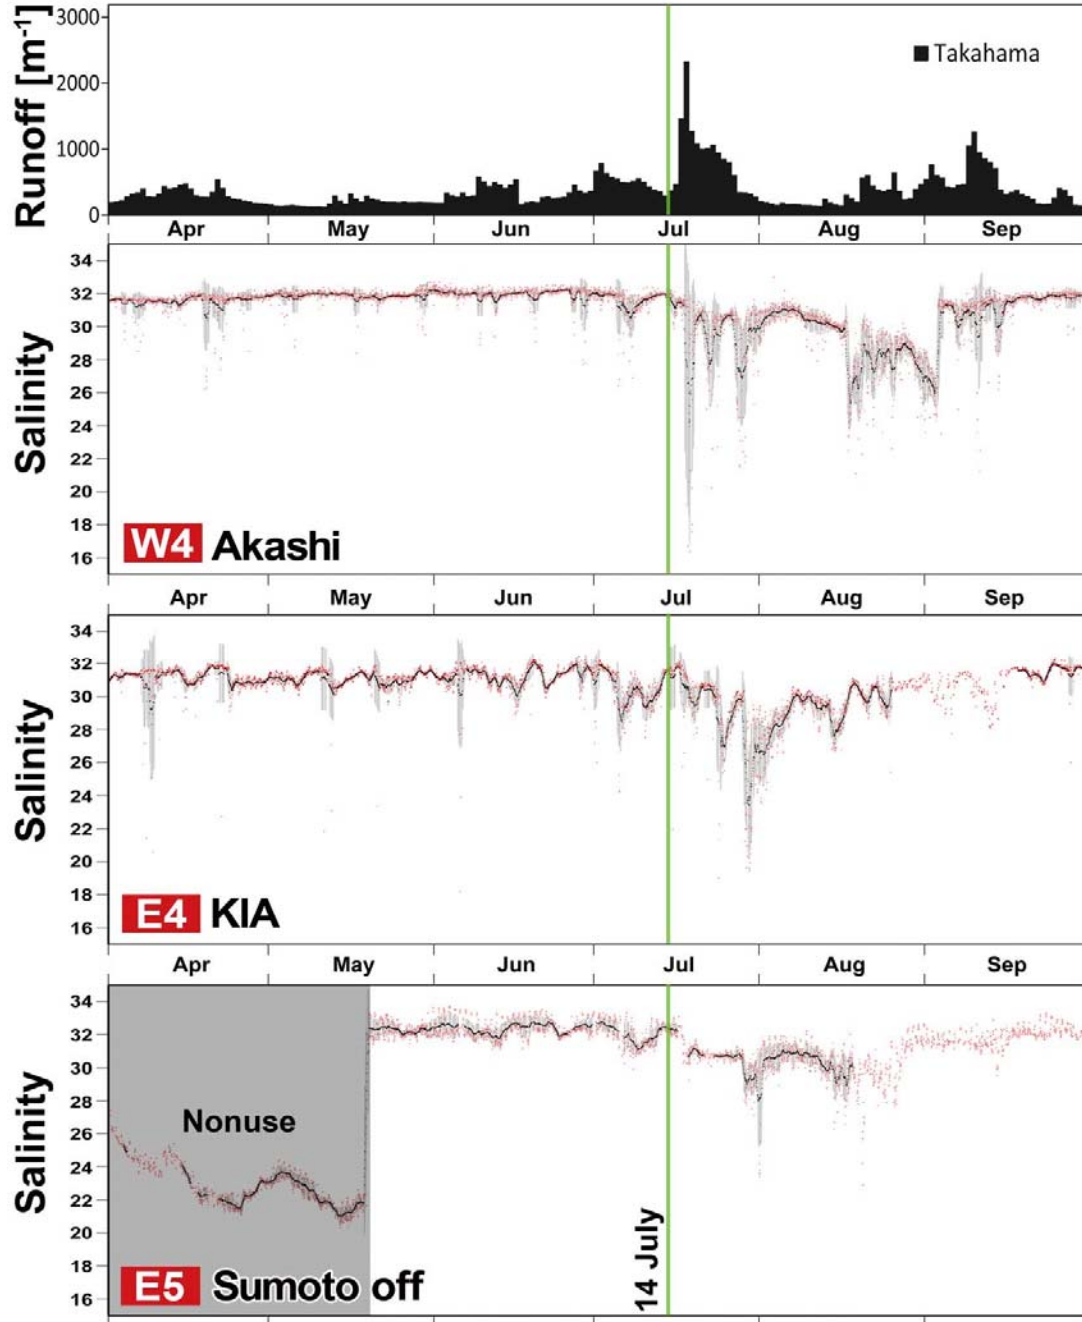 Runoff [m⁻¹]
3000
2000
1000
0
Takahama
Apr May Jun Jul Aug Sep
Salinity
34
32
30
28
26
24
22
20
18
16
W4 Akashi
Apr May Jun Jul Aug Sep
Salinity
34
32
30
28
26
24
22
20
18
16
E4 KIA
Apr May Jun Jul Aug Sep
Salinity
34
32
30
28
26
24
22
20
18
16
Nonuse
E5 Sumoto off
14 July